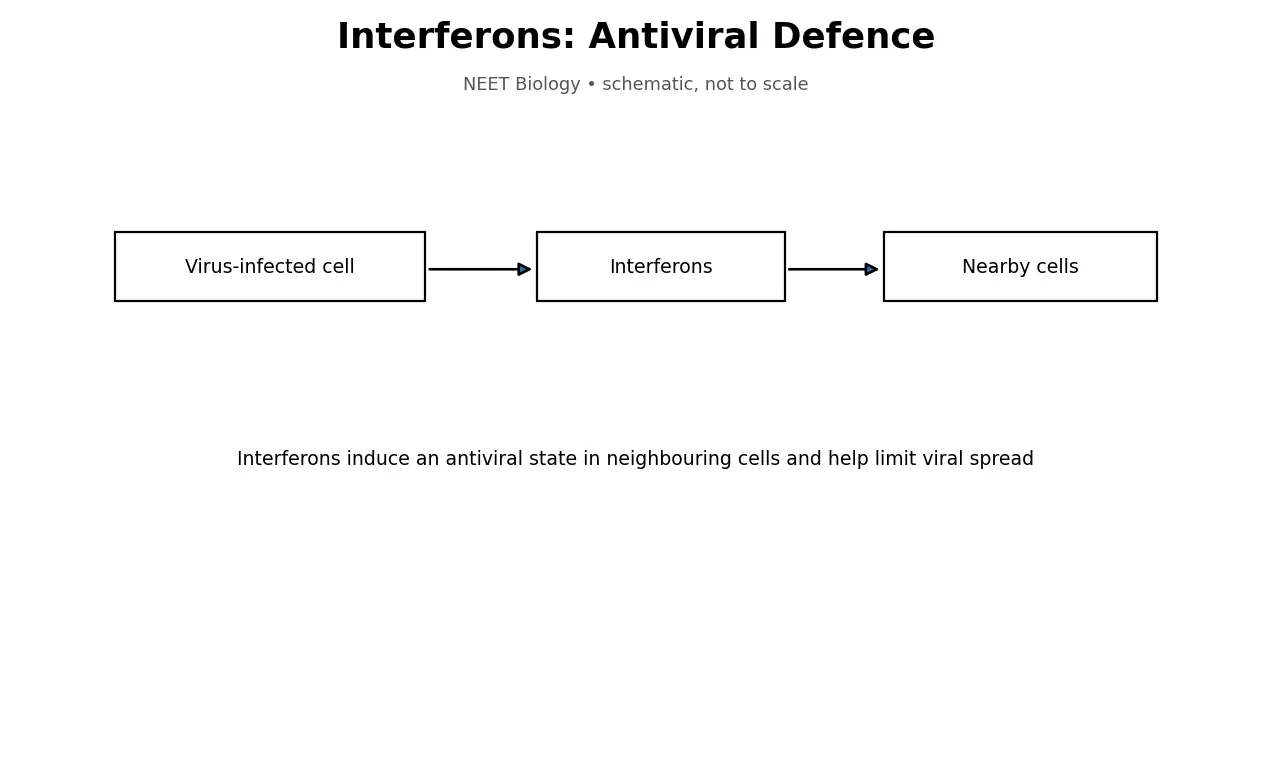 Interferons: Antiviral Defence
NEET Biology • schematic, not to scale
Virus-infected cell
Interferons
Nearby cells
Interferons induce an antiviral state in neighbouring cells and help limit viral spread